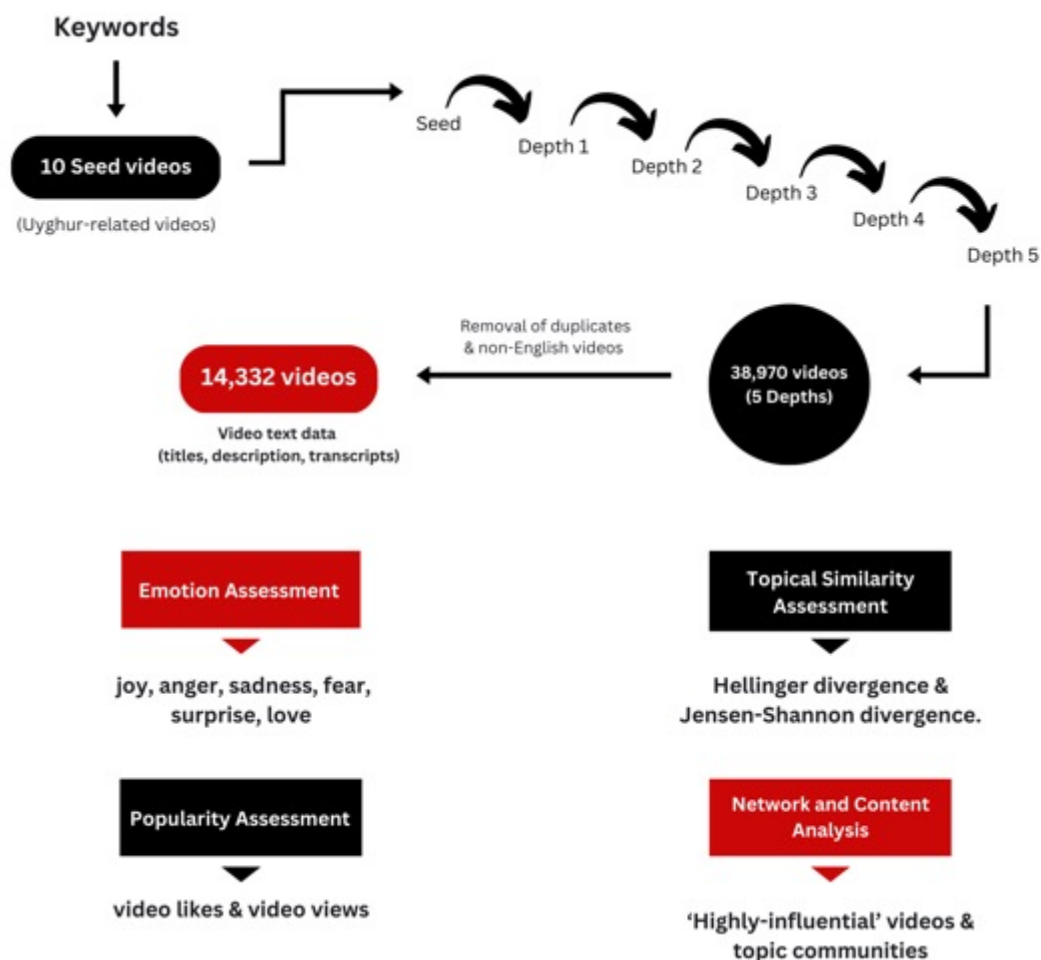 Keywords
10 Seed videos
(Uyghur-related videos)
Seed
Depth 1
Depth 2
Depth 3
Depth 4
Depth 5
38,970 videos
(5 Depths)
Removal of duplicates
& non-English videos
14,332 videos
Video text data
(titles, description, transcripts)
Emotion Assessment
joy, anger, sadness, fear,
surprise, love
Topical Similarity
Assessment
Hellinger divergence &
Jensen-Shannon divergence.
Popularity Assessment
video likes & video views
Network and Content
Analysis
‘Highly-influential’ videos &
topic communities